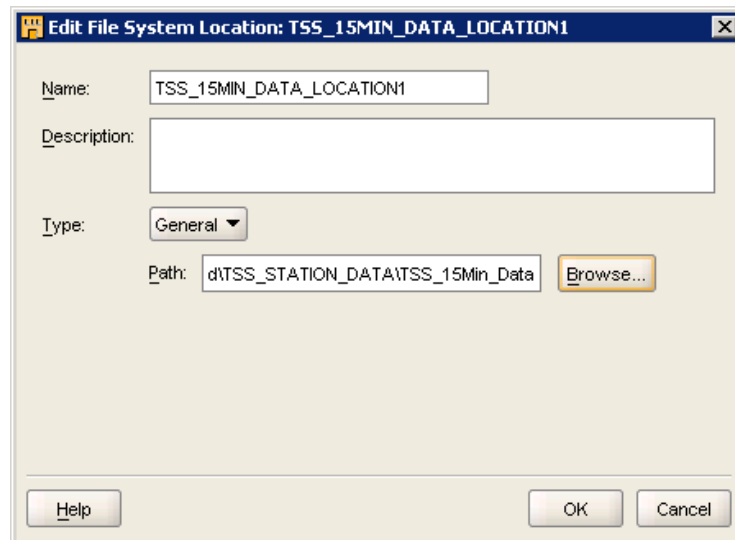 Edit File System Location: TSS_15MIN_DATA_LOCATION1
Name: TSS_15MIN_DATA_LOCATION1
Description:
Type: General
Path: d\TSS_STATION_DATA\TSS_15Min_Data Browse...
Help OK Cancel